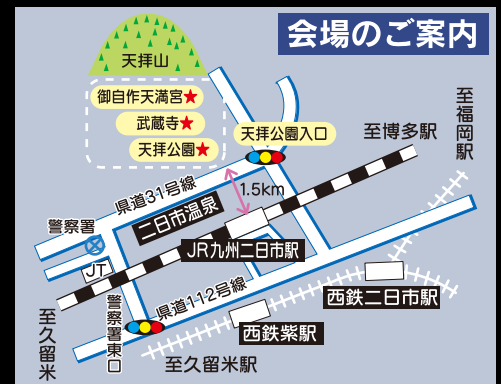 会場のご案内
天拝山
御自作天満宮★
武蔵寺★
天拝公園★
天拝公園入口
至博多駅
至福岡駅
県道31号線
1.5km
二日市温泉
警察署
JR九州二日市駅
JT
西鉄二日市駅
県道112号線
警察署東口
西鉄紫駅
至久留米
至久留米駅